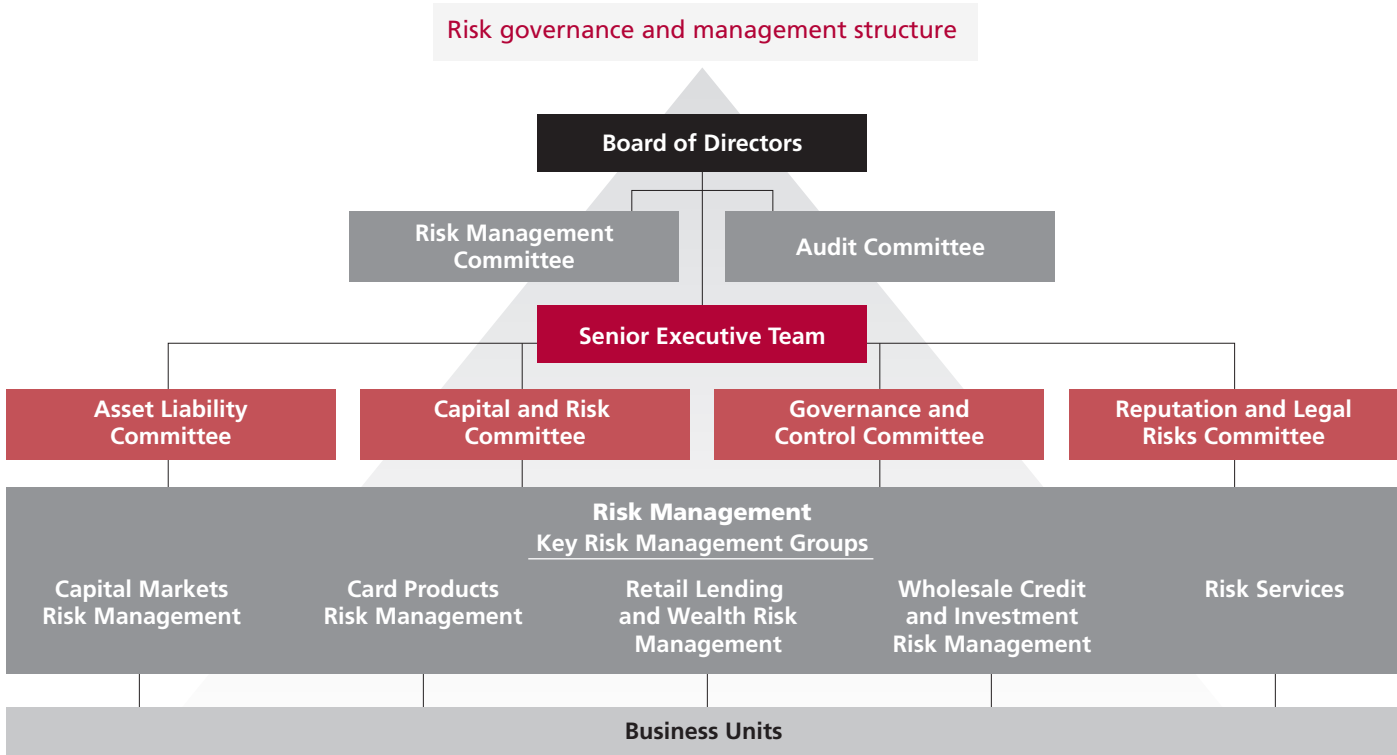 Risk governance and management structure
Board of Directors
Risk Management
Committee
Audit Committee
Senior Executive Team
Asset Liability
Committee
Capital and Risk
Committee
Governance and
Control Committee
Reputation and Legal
Risks Committee
Risk Management
Key Risk Management Groups
Capital Markets
Risk Management
Card Products
Risk Management
Retail Lending
and Wealth Risk
Management
Wholesale Credit
and Investment
Risk Management
Risk Services
Business Units